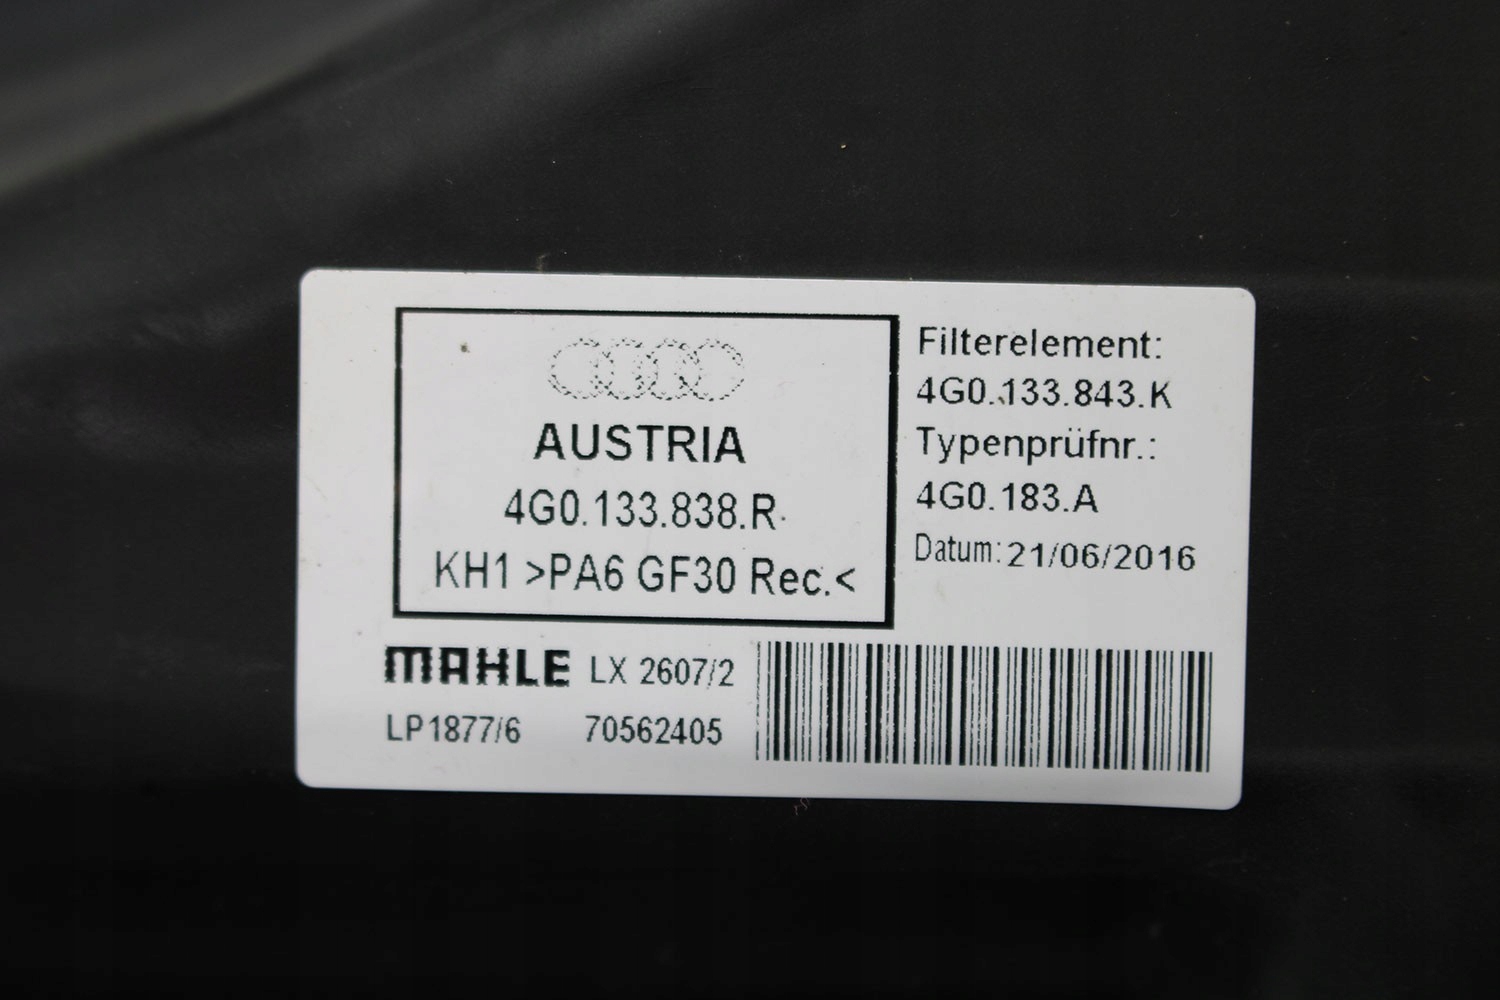 AUSTRIA
4G0.133.838.R
KH1 >PA6 GF30 Rec.<
Filterelement:
4G0.133.843.K
Typenprüfnr.:
4G0.183.A
Datum: 21/06/2016
MAHLE LX 2607/2
LP1877/6 70562405